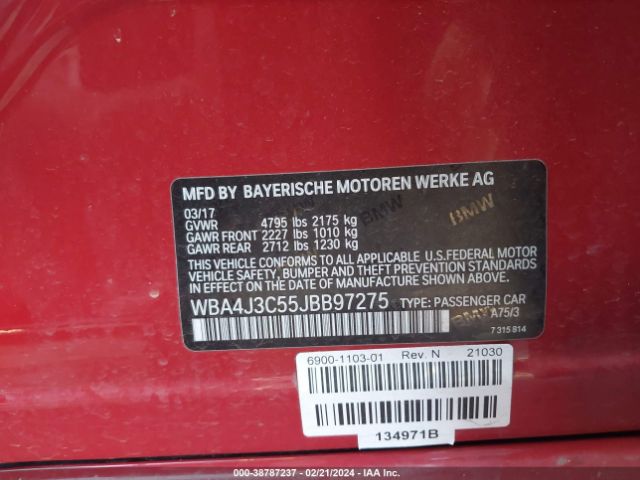 MFD BY BAYERISCHE MOTOREN WERKE AG
03/17
GVWR 4795 lbs 2175 kg
GAWR FRONT 2227 lbs 1010 kg
GAWR REAR 2712 lbs 1230 kg
THIS VEHICLE CONFORMS TO ALL APPLICABLE U.S.FEDERAL MOTOR
VEHICLE SAFETY, BUMPER AND THEFT PREVENTION STANDARDS
IN EFFECT ON THE DATE OF MANUFACTURE SHOWN ABOVE.
WBA4J3C55JBB97275 TYPE: PASSENGER CAR
A75/3
7 315 814
BMW
BMW
BMW
6900-1103-01 Rev. N 21030
134971B
000-38787237 - 02/21/2024 - IAA Inc.